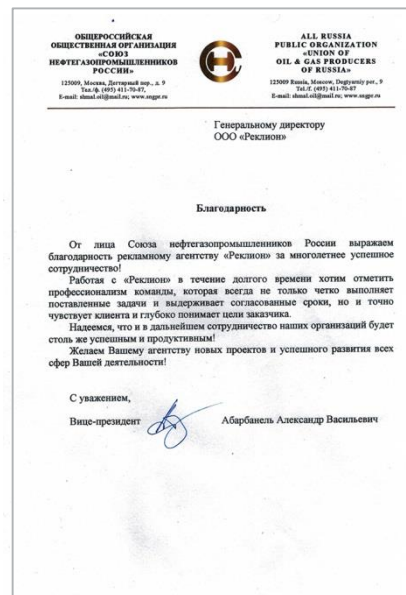 ОБЩЕРОССИЙСКАЯ
ОБЩЕСТВЕННАЯ ОРГАНИЗАЦИЯ
«СОЮЗ
НЕФТЕГАЗОПРОМЫШЛЕННИКОВ
РОССИИ»
125009, Москва, Дегтярный пер., д. 9
Тел./ф. (495) 411-70-87,
E-mail: shmal.oil@mail.ru; www.sngpr.ru
ALL RUSSIA
PUBLIC ORGANIZATION
«UNION OF
OIL & GAS PRODUCERS
OF RUSSIA»
125009 Russia, Moscow, Degtyarniy per., 9
Tel./f. (495) 411-70-87,
E-mail: shmal.oil@mail.ru; www.sngpr.ru
Генеральному директору
ООО «Реклион»
Благодарность
От лица Союза нефтегазопромышленников России выражаем
благодарность рекламному агентству «Реклион» за многолетнее успешное
сотрудничество!
Работая с «Реклион» в течение долгого времени хотим отметить
профессионализм команды, которая всегда не только четко выполняет
поставленные задачи и выдерживает согласованные сроки, но и точно
чувствует клиента и глубоко понимает цели заказчика.
Надеемся, что и в дальнейшем сотрудничество наших организаций будет
столь же успешным и продуктивным!
Желаем Вашему агентству новых проектов и успешного развития всех
сфер Вашей деятельности!
С уважением,
Вице-президент Абарбанель Александр Васильевич